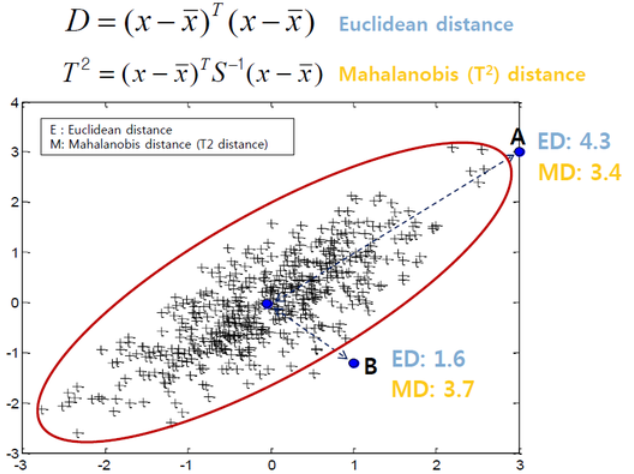 D = (x − x̄)ᵀ (x − x̄) Euclidean distance
T² = (x − x̄)ᵀ S⁻¹ (x − x̄) Mahalanobis (T²) distance
4
E : Euclidean distance
M: Mahalanobis distance (T2 distance)
A ED: 4.3
3
MD: 3.4
2
1
0
-1
B ED: 1.6
MD: 3.7
-2
-3
-3 -2 -1 0 1 2 3